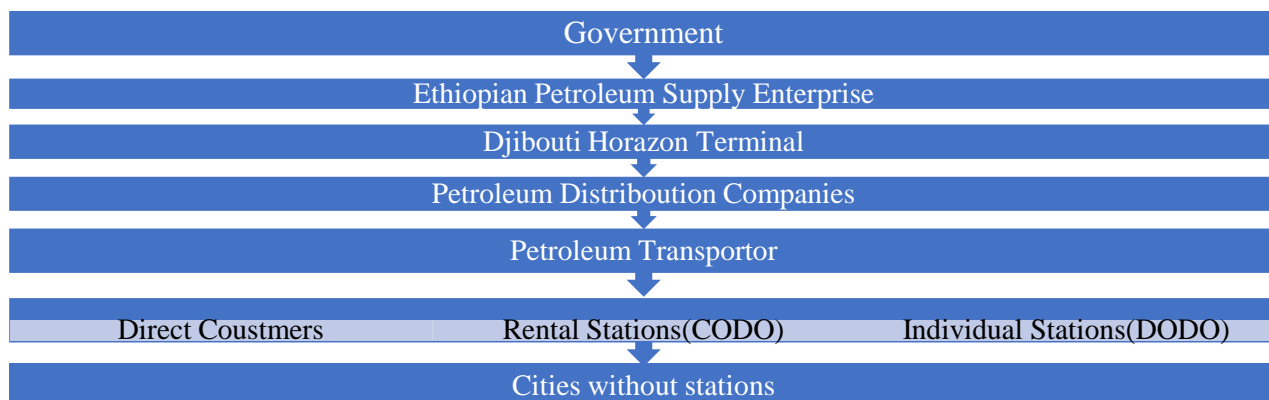 Government
Ethiopian Petroleum Supply Enterprise
Djibouti Horazon Terminal
Petroleum Distriboution Companies
Petroleum Transportor
Direct Coustmers Rental Stations(CODO) Individual Stations(DODO)
Cities without stations